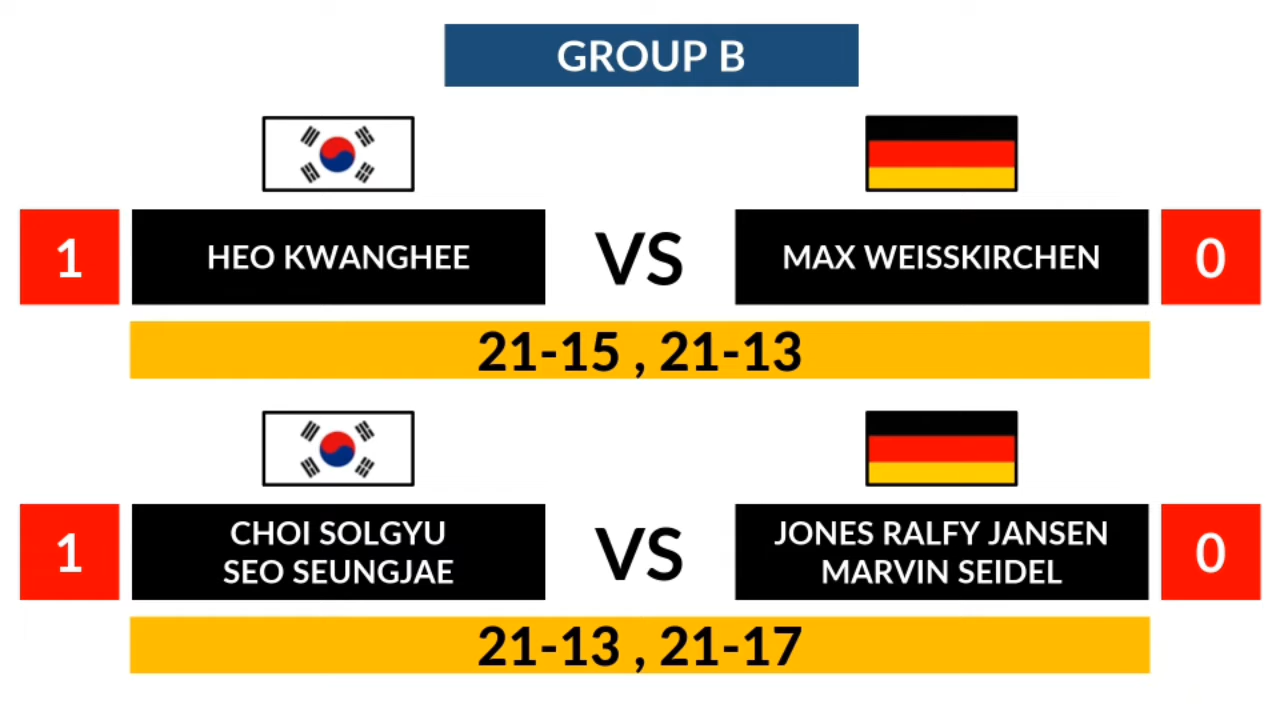 GROUP B
1
HEO KWANGHEE
VS
MAX WEISSKIRCHEN
0
21-15 , 21-13
1
CHOI SOLGYU
SEO SEUNGJAE
VS
JONES RALFY JANSEN
MARVIN SEIDEL
0
21-13 , 21-17